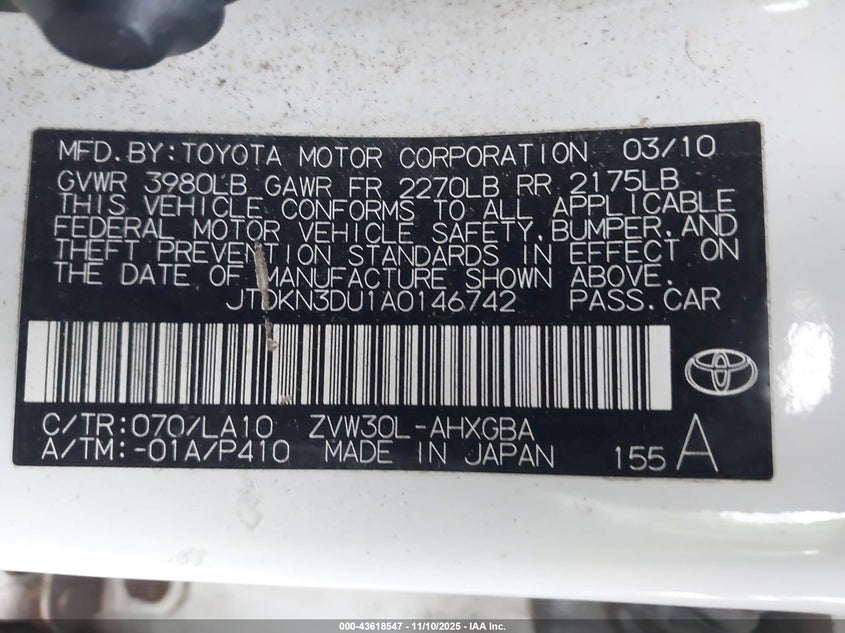 MFD.BY:TOYOTA MOTOR CORPORATION 03/10
GVWR 3980LB GAWR FR 2270LB RR 2175LB
THIS VEHICLE CONFORMS TO ALL APPLICABLE
FEDERAL MOTOR VEHICLE SAFETY,BUMPER,AND
THEFT PREVENTION STANDARDS IN EFFECT ON
THE DATE OF MANUFACTURE SHOWN ABOVE.
JTDKN3DU1A0146742 PASS.CAR
C/TR:070/LA10 ZVW30L-AHXGBA
A/TM:-01A/P410 MADE IN JAPAN 155 A
000-43618547 - 11/10/2025 - IAA Inc.